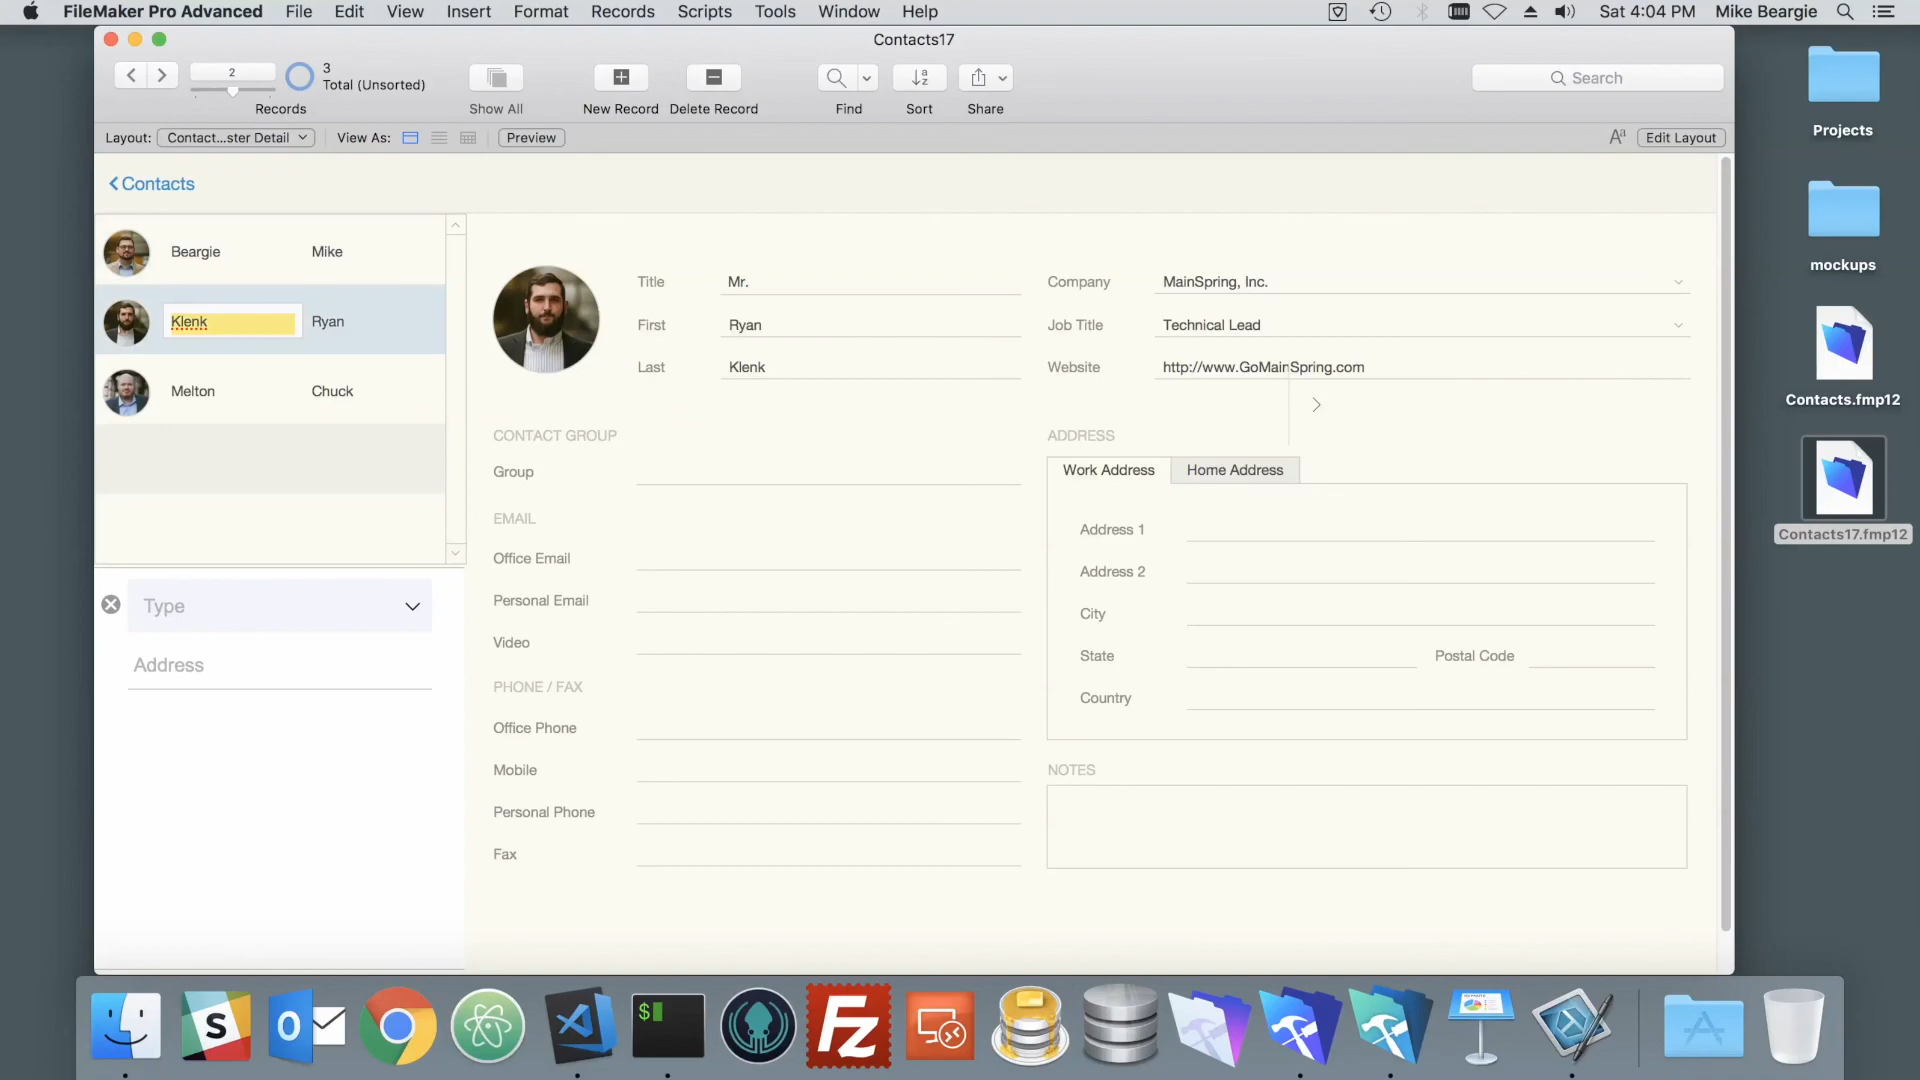 FileMaker Pro Advanced File Edit View Insert Format Records Scripts Tools Window Help Sat 4:04 PM Mike Beargie
Contacts17
2
3
Total (Unsorted)
Records
Show All
New Record
Delete Record
Find
Sort
Share
Search
Layout: Contact...ster Detail View As: Preview Aa Edit Layout
Contacts
Beargie Mike
Klenk Ryan
Melton Chuck
Type
Address
Title Mr.
First Ryan
Last Klenk
Company MainSpring, Inc.
Job Title Technical Lead
Website http://www.GoMainSpring.com
CONTACT GROUP
Group
EMAIL
Office Email
Personal Email
Video
PHONE / FAX
Office Phone
Mobile
Personal Phone
Fax
ADDRESS
Work Address Home Address
Address 1
Address 2
City
State Postal Code
Country
NOTES
Projects
mockups
Contacts.fmp12
Contacts17.fmp12
S
O
$
Fz